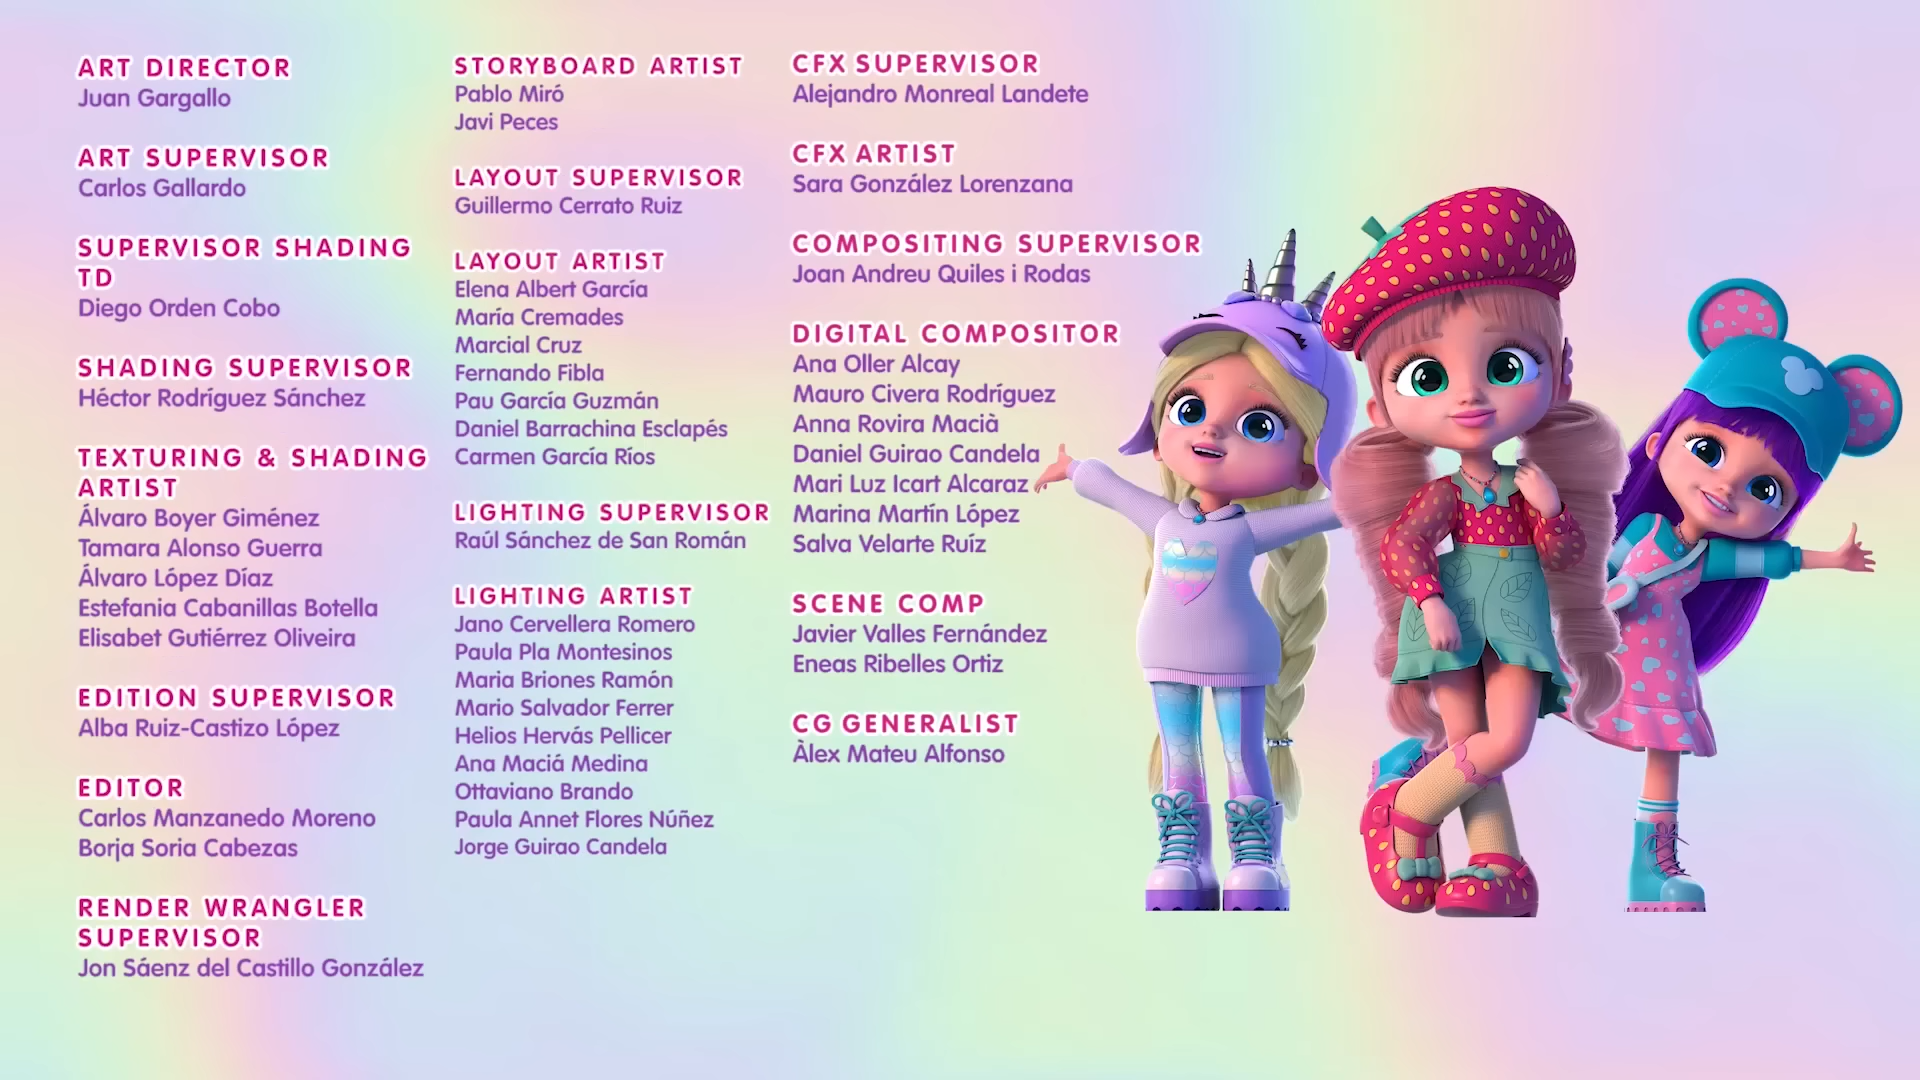 ART DIRECTOR
Juan Gargallo
ART SUPERVISOR
Carlos Gallardo
SUPERVISOR SHADING
TD
Diego Orden Cobo
SHADING SUPERVISOR
Héctor Rodríguez Sánchez
TEXTURING & SHADING
ARTIST
Álvaro Boyer Giménez
Tamara Alonso Guerra
Álvaro López Díaz
Estefania Cabanillas Botella
Elisabet Gutiérrez Oliveira
EDITION SUPERVISOR
Alba Ruiz-Castizo López
EDITOR
Carlos Manzanedo Moreno
Borja Soria Cabezas
RENDER WRANGLER
SUPERVISOR
Jon Sáenz del Castillo González
STORYBOARD ARTIST
Pablo Miró
Javi Peces
LAYOUT SUPERVISOR
Guillermo Cerrato Ruiz
LAYOUT ARTIST
Elena Albert García
María Cremades
Marcial Cruz
Fernando Fibla
Pau García Guzmán
Daniel Barrachina Esclapés
Carmen García Ríos
LIGHTING SUPERVISOR
Raúl Sánchez de San Román
LIGHTING ARTIST
Jano Cervellera Romero
Paula Pla Montesinos
Maria Briones Ramón
Mario Salvador Ferrer
Helios Hervás Pellicer
Ana Maciá Medina
Ottaviano Brando
Paula Annet Flores Núñez
Jorge Guirao Candela
CFX SUPERVISOR
Alejandro Monreal Landete
CFX ARTIST
Sara González Lorenzana
COMPOSITING SUPERVISOR
Joan Andreu Quiles i Rodas
DIGITAL COMPOSITOR
Ana Oller Alcay
Mauro Civera Rodríguez
Anna Rovira Macià
Daniel Guirao Candela
Mari Luz Icart Alcaraz
Marina Martín López
Salva Velarte Ruíz
SCENE COMP
Javier Valles Fernández
Eneas Ribelles Ortiz
CG GENERALIST
Àlex Mateu Alfonso